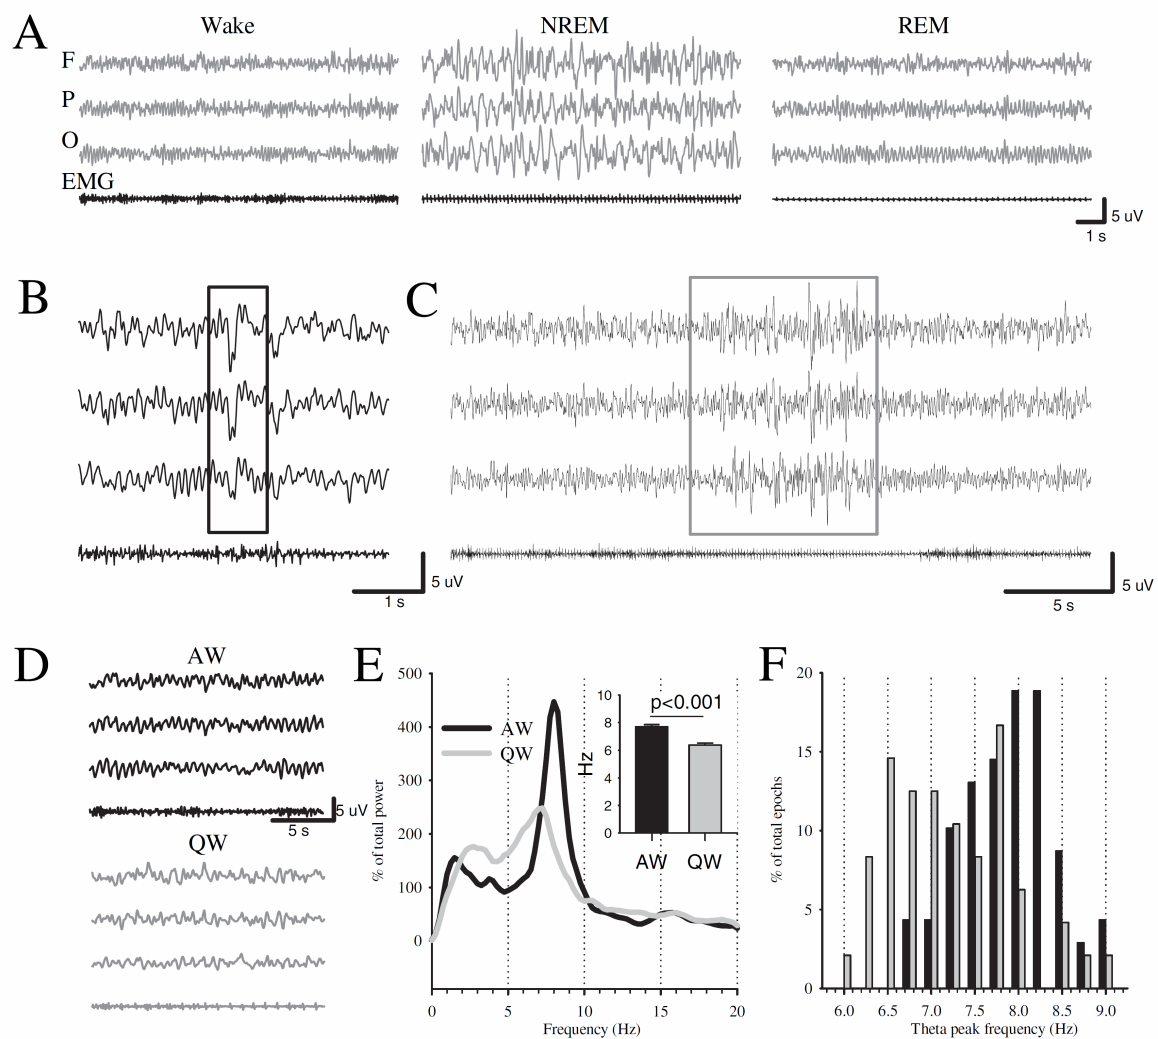 A
Wake
NREM
REM
F
P
O
EMG
5 uV
1 s
B
C
5 uV
1 s
5 uV
5 s
D
AW
5 uV
5 s
QW
E
500
400
300
200
100
0
% of total power
AW
QW
0
5
10
15
20
Frequency (Hz)
10
8
6
4
2
0
Hz
p<0.001
AW
QW
F
20
15
10
5
0
% of total epochs
6.0
6.5
7.0
7.5
8.0
8.5
9.0
Theta peak frequency (Hz)